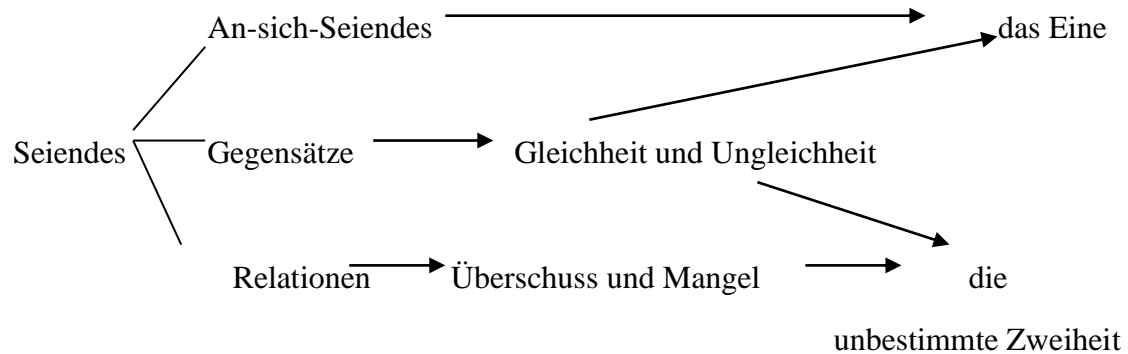 An-sich-Seiendes das Eine
Seiendes Gegensätze Gleichheit und Ungleichheit
Relationen Überschuss und Mangel die
unbestimmte Zweiheit